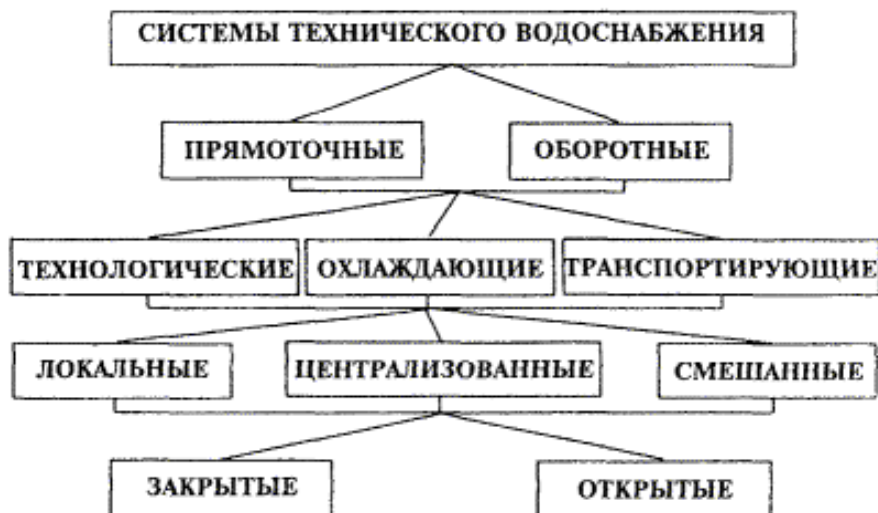 СИСТЕМЫ ТЕХНИЧЕСКОГО ВОДОСНАБЖЕНИЯ
ПРЯМОТОЧНЫЕ
ОБОРОТНЫЕ
ТЕХНОЛОГИЧЕСКИЕ
ОХЛАЖДАЮЩИЕ
ТРАНСПОРТИРУЮЩИЕ
ЛОКАЛЬНЫЕ
ЦЕНТРАЛИЗОВАННЫЕ
СМЕШАННЫЕ
ЗАКРЫТЫЕ
ОТКРЫТЫЕ